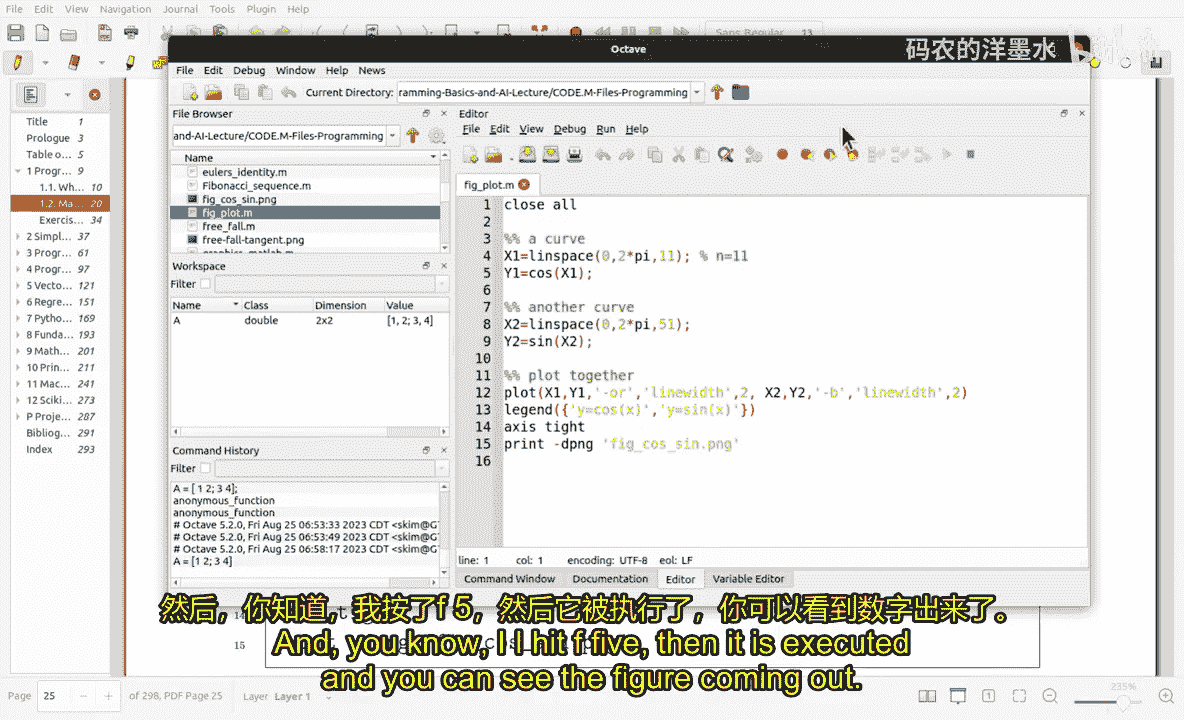 File Edit View Navigation Journal Tools Plugin Help
Octave
码农的洋墨水
File Edit Debug Window Help News
Current Directory: ramming-Basics-and-AI-Lecture/CODE.M-Files-Programming
File Browser
and-AI-Lecture/CODE.M-Files-Programming
Name
eulers_identity.m
Fibonacci_sequence.m
fig_cos_sin.png
fig_plot.m
free_fall.m
free-fall-tangent.png
graphics_matlab.m
Workspace
Filter
Name Class Dimension Value
A double 2x2 [1, 2; 3, 4]
Command History
Filter
A = [ 1 2; 3 4];
anonymous_function
anonymous_function
# Octave 5.2.0, Fri Aug 25 06:53:33 2023 CDT <skim@G
# Octave 5.2.0, Fri Aug 25 06:53:49 2023 CDT <skim@G
# Octave 5.2.0, Fri Aug 25 06:58:17 2023 CDT <skim@G
A = [1 2; 3 4]
Editor
File Edit View Debug Run Help
fig_plot.m
1 close all
2
3 %% a curve
4 X1=linspace(0,2*pi,11); % n=11
5 Y1=cos(X1);
6
7 %% another curve
8 X2=linspace(0,2*pi,51);
9 Y2=sin(X2);
10
11 %% plot together
12 plot(X1,Y1,'-or','linewidth',2, X2,Y2,'-b','linewidth',2)
13 legend({'y=cos(x)','y=sin(x)'})
14 axis tight
15 print -dpng 'fig_cos_sin.png'
16
line: 1 col: 1 encoding: UTF-8 eol: LF
Command Window Documentation Editor Variable Editor
Title 1
Prologue 3
Table o... 5
1 Progr... 9
1.1. Wh... 10
1.2. Ma... 20
Exercis... 34
2 Simpl... 37
3 Progr... 61
4 Progr... 97
5 Vecto... 121
6 Regre... 151
7 Pytho... 169
8 Funda... 193
9 Math... 201
10 Prin... 211
11 Mac... 241
12 Sciki... 273
P Proje... 287
Bibliog... 291
Index 293
14
15
然后，你知道，我按了f 5，然后它被执行了，你可以看到数字出来了。
And, you know, I I hit f five, then it is executed
and you can see the figure coming out.
Page 25 of 298, PDF Page 25 Layer Layer 1
235%